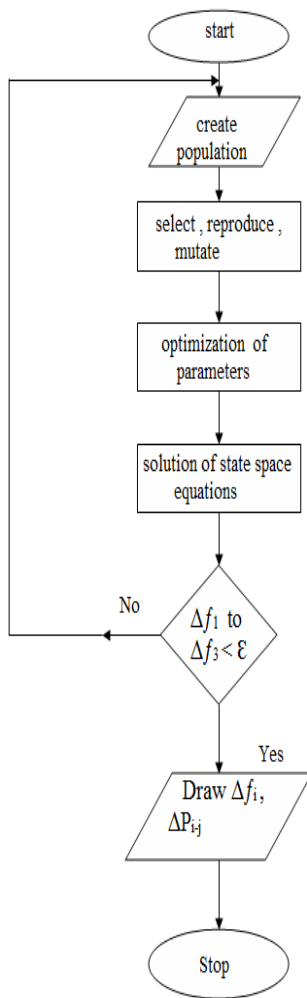 start
create
population
select , reproduce ,
mutate
optimization of
parameters
solution of state space
equations
No
Δf₁ to
Δf₃ < ε
Yes
Draw Δfᵢ ,
ΔPᵢ₋ⱼ
Stop